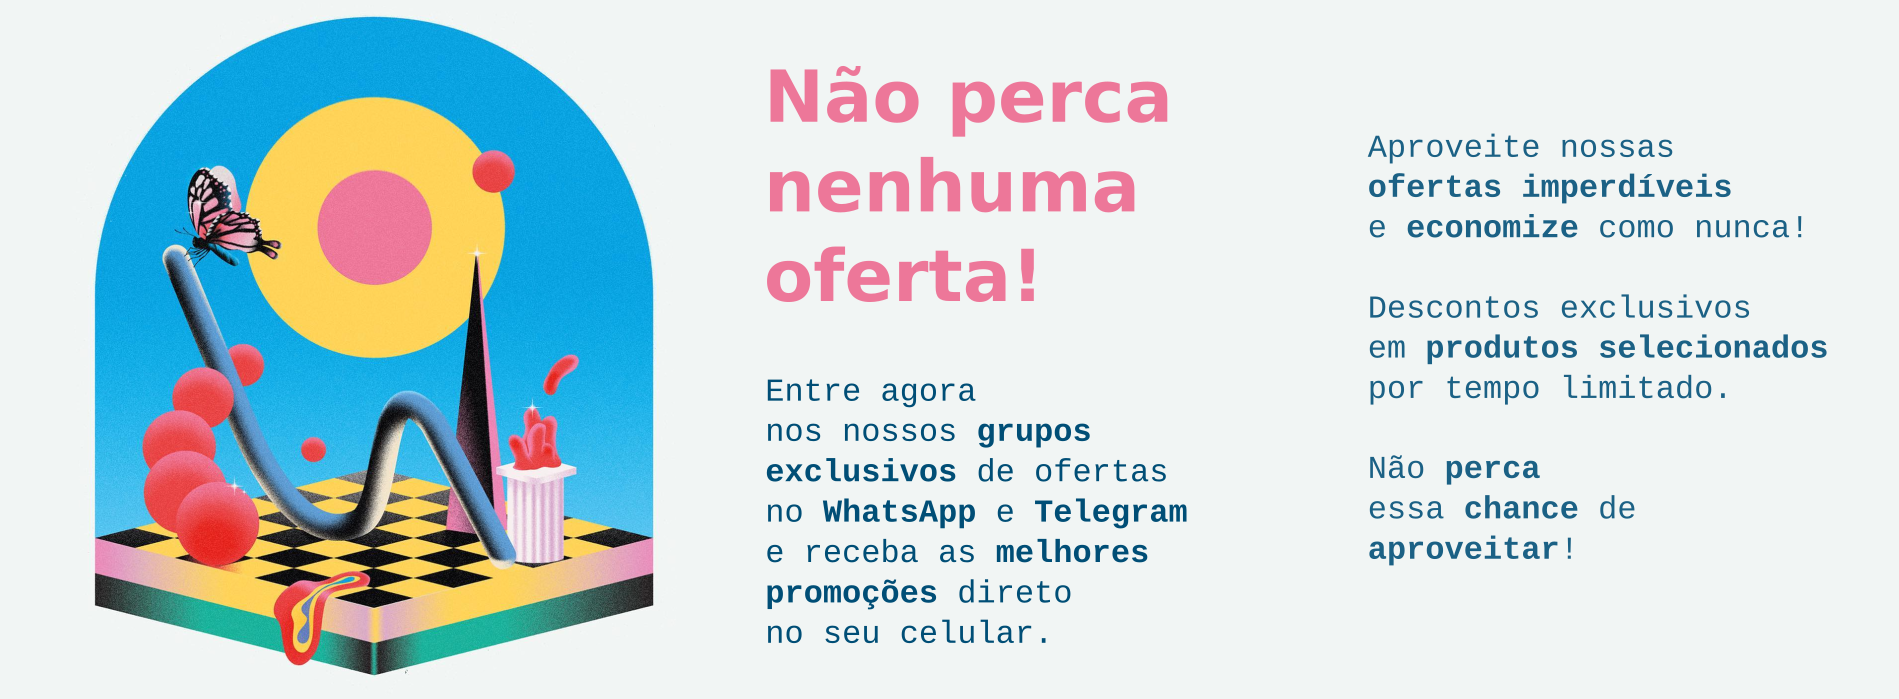 Não perca
nenhuma
oferta!
Entre agora
nos nossos grupos
exclusivos de ofertas
no WhatsApp e Telegram
e receba as melhores
promoções direto
no seu celular.
Aproveite nossas
ofertas imperdíveis
e economize como nunca!
Descontos exclusivos
em produtos selecionados
por tempo limitado.
Não perca
essa chance de
aproveitar!